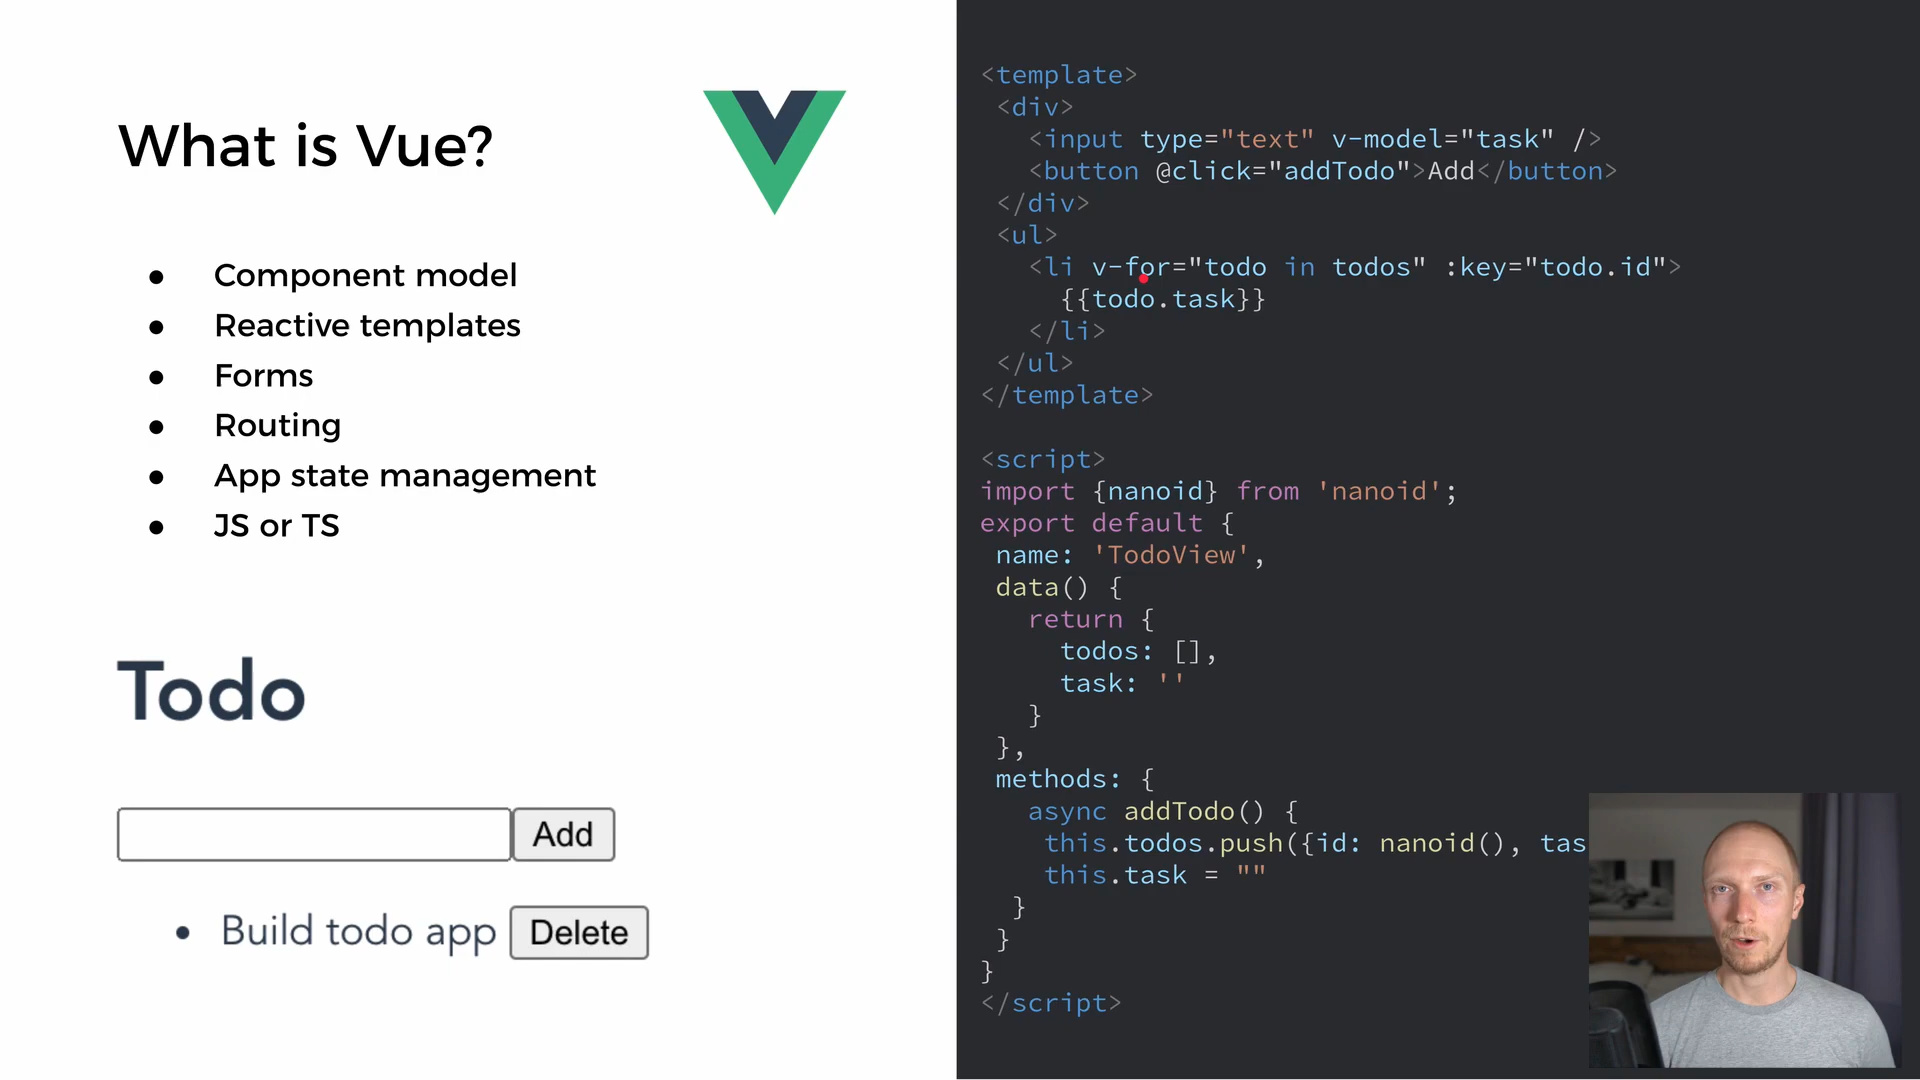 What is Vue?
● Component model
● Reactive templates
● Forms
● Routing
● App state management
● JS or TS
Todo
Add
• Build todo app Delete
<template>
<div>
<input type="text" v-model="task" />
<button @click="addTodo">Add</button>
</div>
<ul>
<li v-for="todo in todos" :key="todo.id">
{{todo.task}}
</li>
</ul>
</template>
<script>
import {nanoid} from 'nanoid';
export default {
name: 'TodoView',
data() {
return {
todos: [],
task: ''
}
},
methods: {
async addTodo() {
this.todos.push({id: nanoid(), tas
this.task = ""
}
}
}
</script>